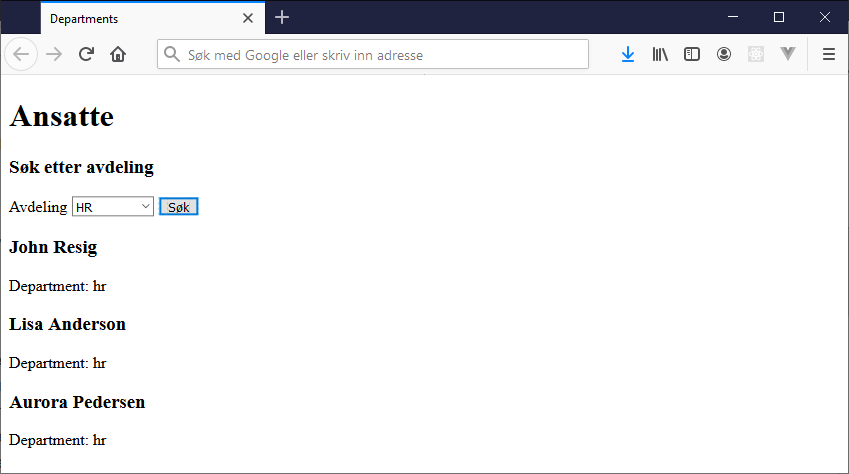 Departments
Søk med Google eller skriv inn adresse
Ansatte
Søk etter avdeling
Avdeling HR Søk
John Resig
Department: hr
Lisa Anderson
Department: hr
Aurora Pedersen
Department: hr